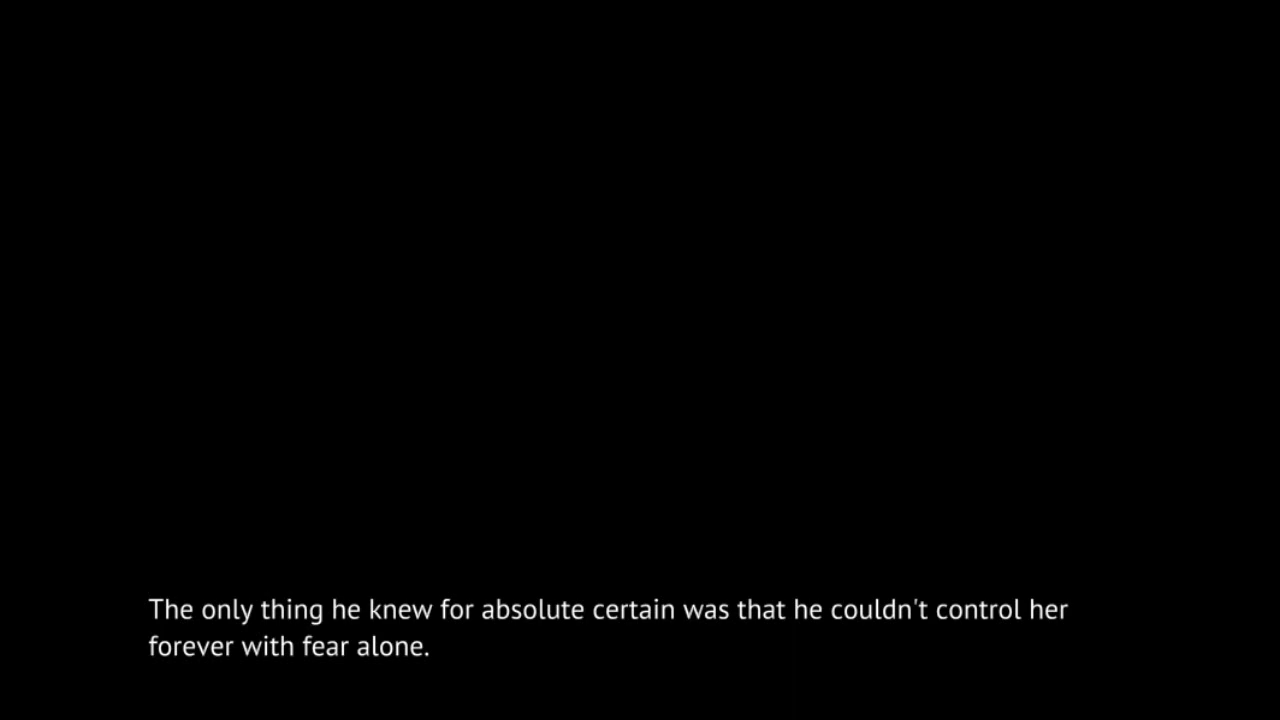 The only thing he knew for absolute certain was that he couldn't control her
forever with fear alone.